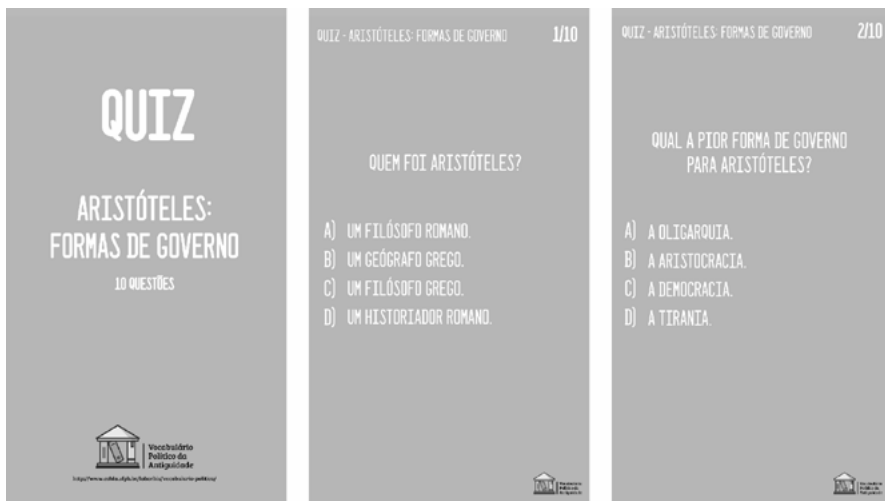 QUIZ
ARISTÓTELES:
FORMAS DE GOVERNO
10 QUESTÕES
Vocabulário
Político da
Antiguidade
QUIZ - ARISTÓTELES: FORMAS DE GOVERNO 1/10
QUEM FOI ARISTÓTELES?
A) UM FILÓSOFO ROMANO.
B) UM GEÓGRAFO GREGO.
C) UM FILÓSOFO GREGO.
D) UM HISTORIADOR ROMANO.
QUIZ - ARISTÓTELES: FORMAS DE GOVERNO 2/10
QUAL A PIOR FORMA DE GOVERNO
PARA ARISTÓTELES?
A) A OLIGARQUIA.
B) A ARISTOCRACIA.
C) A DEMOCRACIA.
D) A TIRANIA.